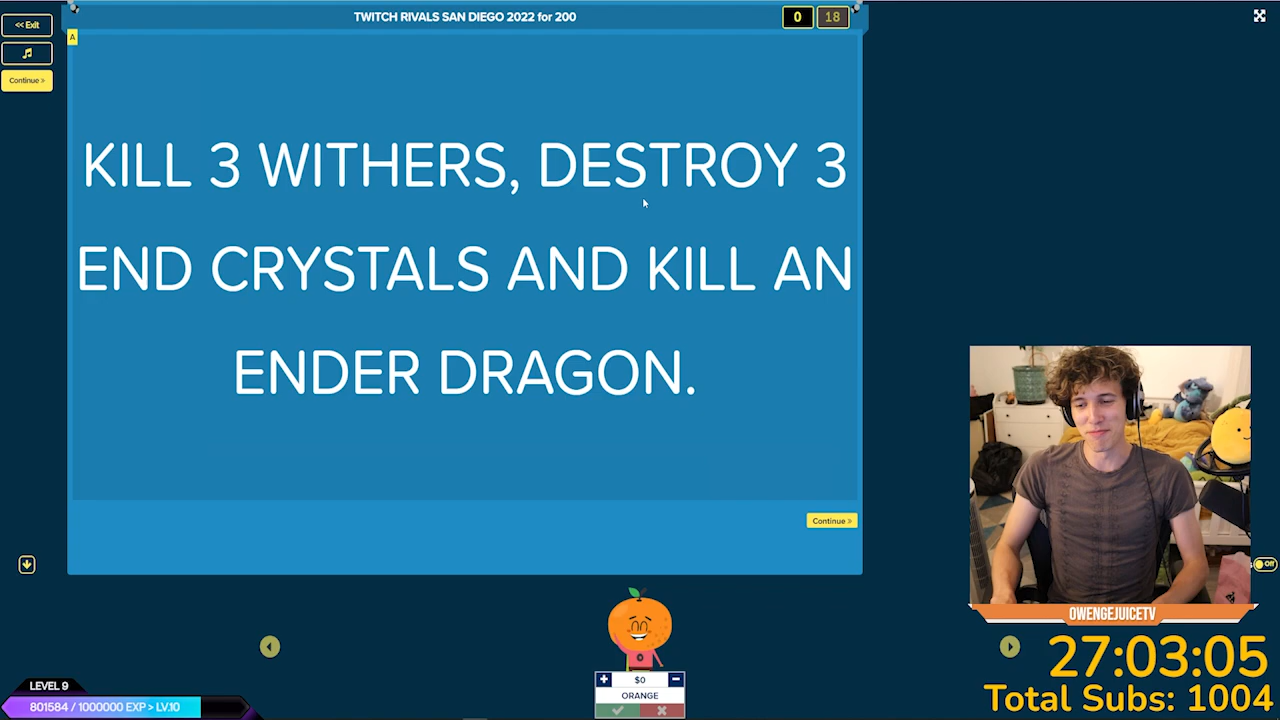 << Exit
TWITCH RIVALS SAN DIEGO 2022 for 200
0
18
A
Continue >
KILL 3 WITHERS, DESTROY 3
END CRYSTALS AND KILL AN
ENDER DRAGON.
Continue >
Off
OWENGEJUICETV
27:03:05
Total Subs: 1004
+ $0 −
ORANGE
LEVEL 9
801584 / 1000000 EXP > LV.10